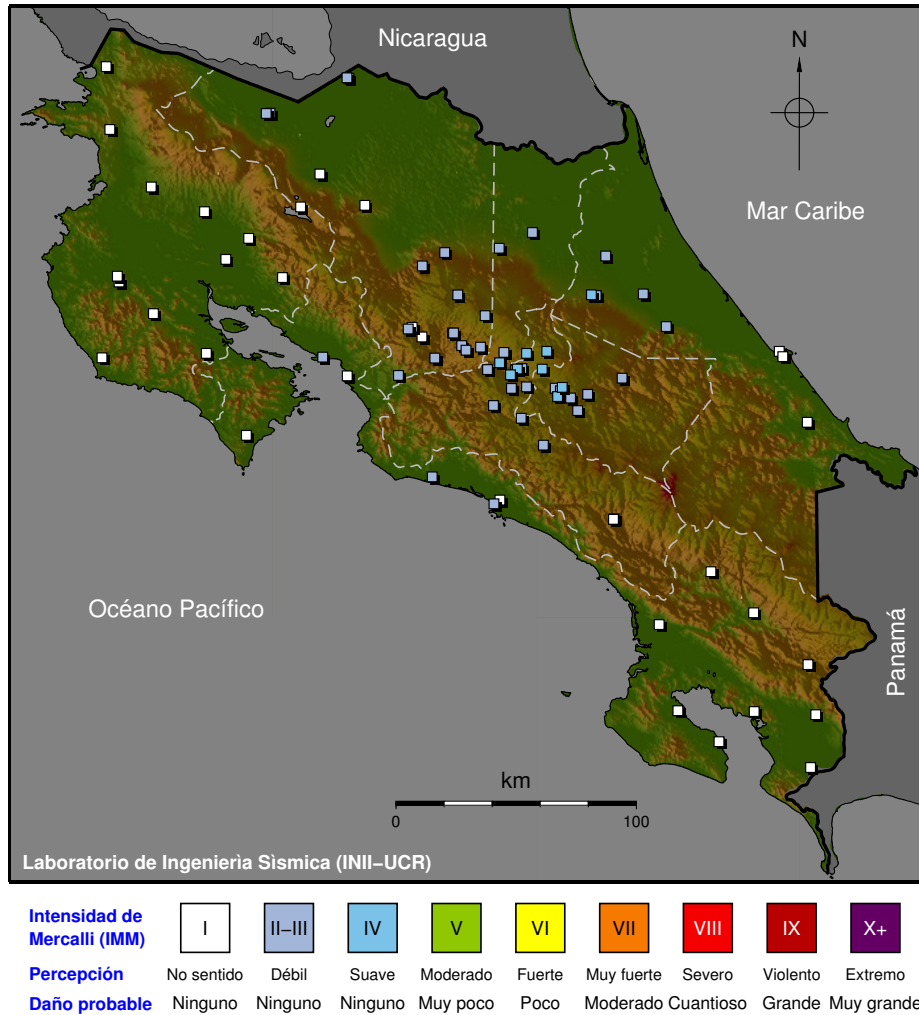 Nicaragua
N
Mar Caribe
Océano Pacífico
Panamá
km
0 100
Laboratorio de Ingenierìa Sìsmica (INII–UCR)
Intensidad de Mercalli (IMM) I II–III IV V VI VII VIII IX X+
Percepción No sentido Débil Suave Moderado Fuerte Muy fuerte Severo Violento Extremo
Daño probable Ninguno Ninguno Ninguno Muy poco Poco Moderado Cuantioso Grande Muy grande